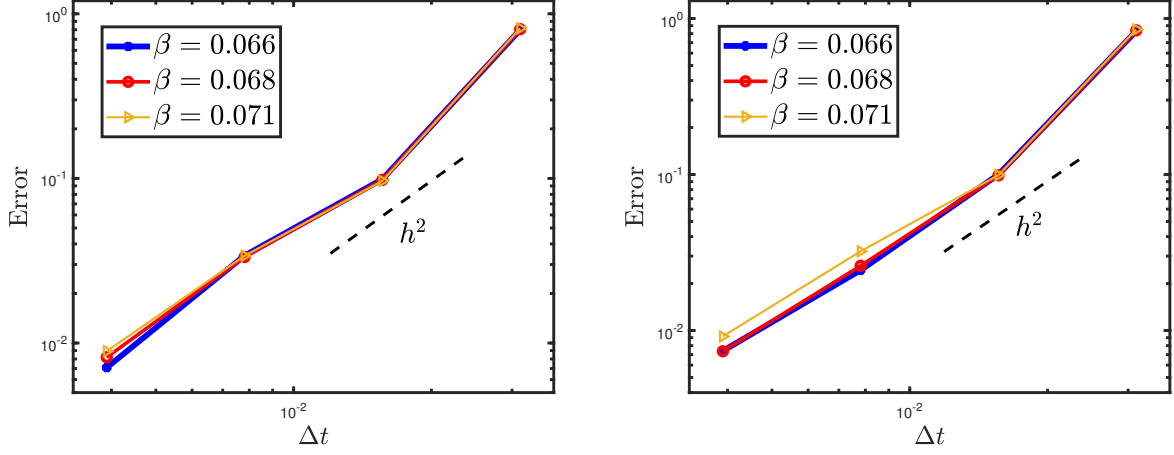 10^0
β = 0.066
β = 0.068
β = 0.071
10^-1
h^2
10^-2
Error
10^-2
Δt
10^0
β = 0.066
β = 0.068
β = 0.071
10^-1
h^2
10^-2
Error
10^-2
Δt